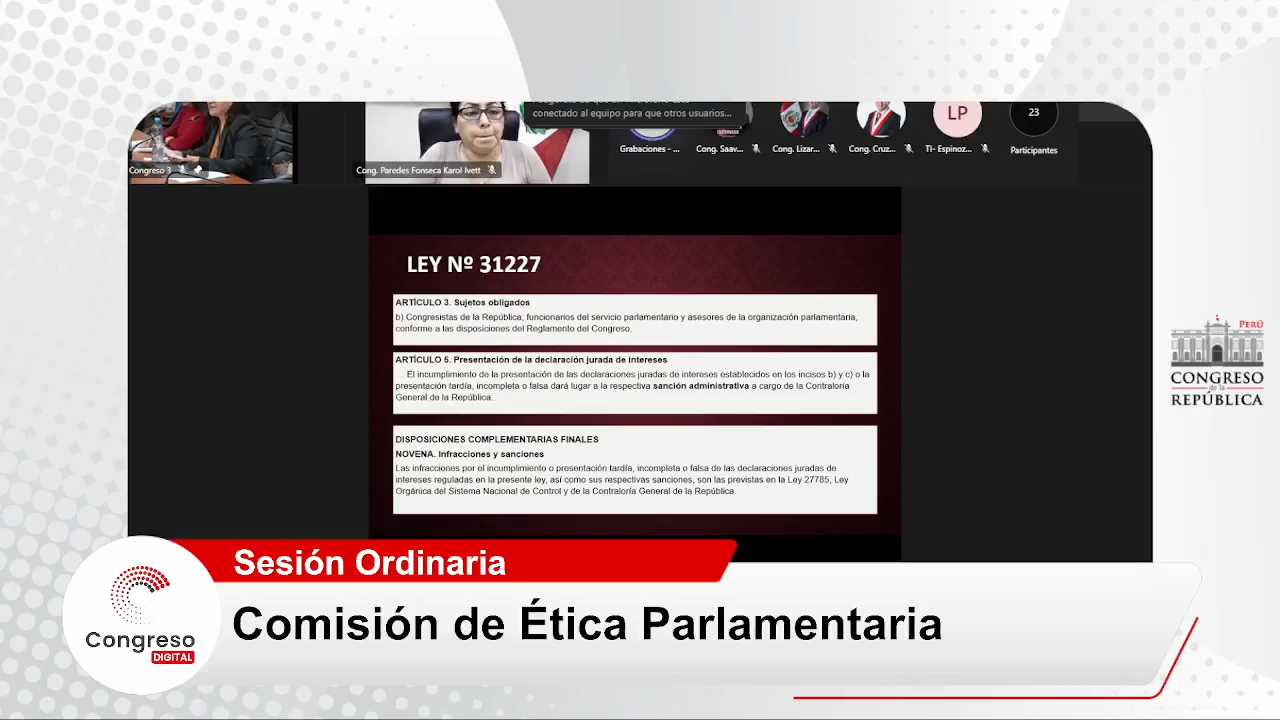 conectado al equipo para que otros usuarios...
LP
23
Grabaciones - ...
Cong. Saav...
Cong. Lizar...
Cong. Cruz...
TI- Espinoz...
Participantes
Congreso 3
Cong. Paredes Fonseca Karol Ivett
LEY Nº 31227
ARTÍCULO 3. Sujetos obligados
b) Congresistas de la República, funcionarios del servicio parlamentario y asesores de la organización parlamentaria,
conforme a las disposiciones del Reglamento del Congreso.
ARTÍCULO 5. Presentación de la declaración jurada de intereses
El incumplimiento de la presentación de las declaraciones juradas de intereses establecidos en los incisos b) y c) o la
presentación tardía, incompleta o falsa dará lugar a la respectiva sanción administrativa a cargo de la Contraloría
General de la República.
DISPOSICIONES COMPLEMENTARIAS FINALES
NOVENA. Infracciones y sanciones
Las infracciones por el incumplimiento o presentación tardía, incompleta o falsa de las declaraciones juradas de
intereses reguladas en la presente ley, así como sus respectivas sanciones, son las previstas en la Ley 27785, Ley
Orgánica del Sistema Nacional de Control y de la Contraloría General de la República.
PERÚ
CONGRESO
de la
REPÚBLICA
Sesión Ordinaria
Comisión de Ética Parlamentaria
Congreso
DIGITAL